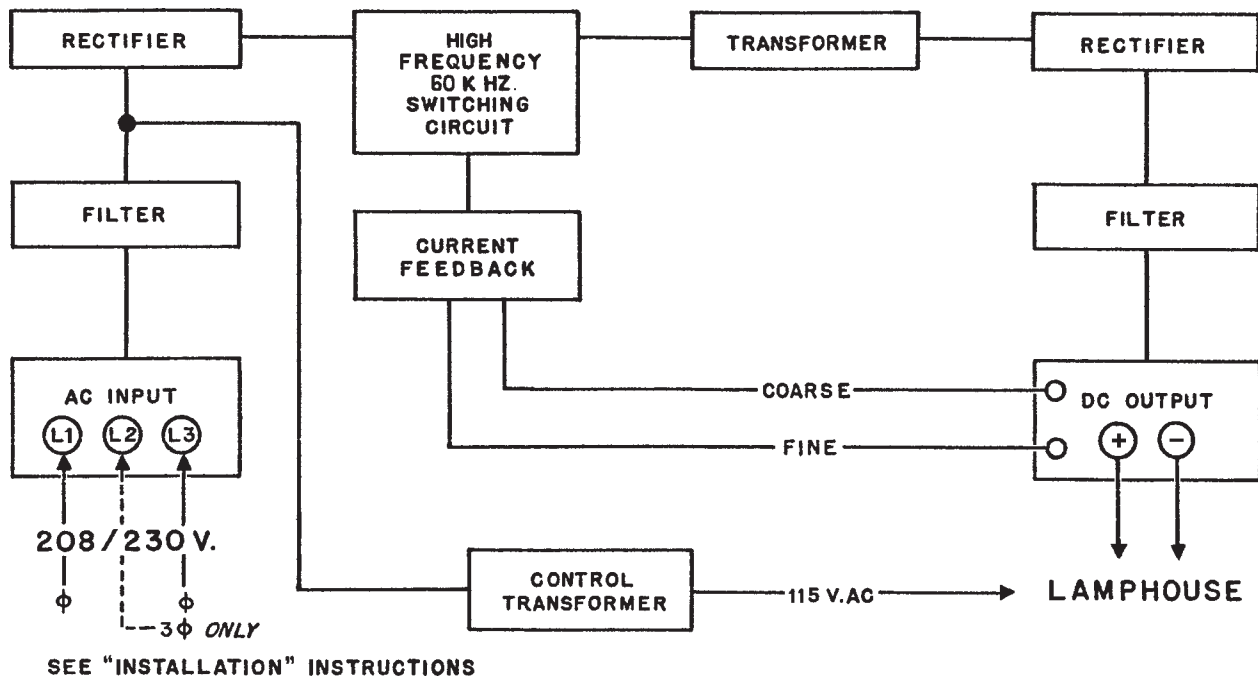 RECTIFIER
HIGH
FREQUENCY
60 K HZ.
SWITCHING
CIRCUIT
TRANSFORMER
RECTIFIER
FILTER
CURRENT
FEEDBACK
FILTER
AC INPUT
L1 L2 L3
COARSE
FINE
DC OUTPUT
+ −
208/230 V.
ϕ ϕ
3ϕ ONLY
CONTROL
TRANSFORMER
115 V.AC
LAMPHOUSE
SEE "INSTALLATION" INSTRUCTIONS